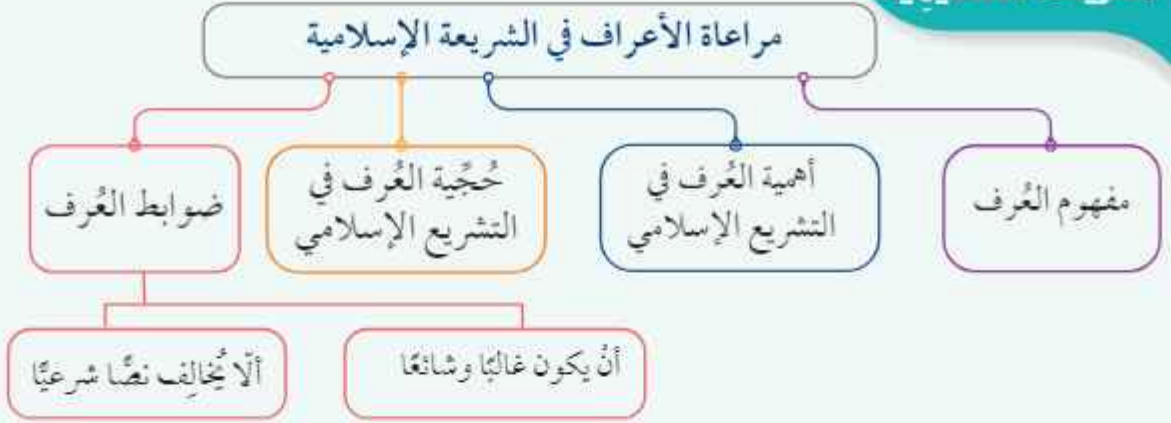 مراعاة الأعراف في الشريعة الإسلامية
مفهوم العُرف
أهمية العُرف في
التشريع الإسلامي
حُجِّية العُرف في
التشريع الإسلامي
ضوابط العُرف
أنْ يكون غالبًا وشائعًا
ألّا يُخالِف نصًّا شرعيًّا